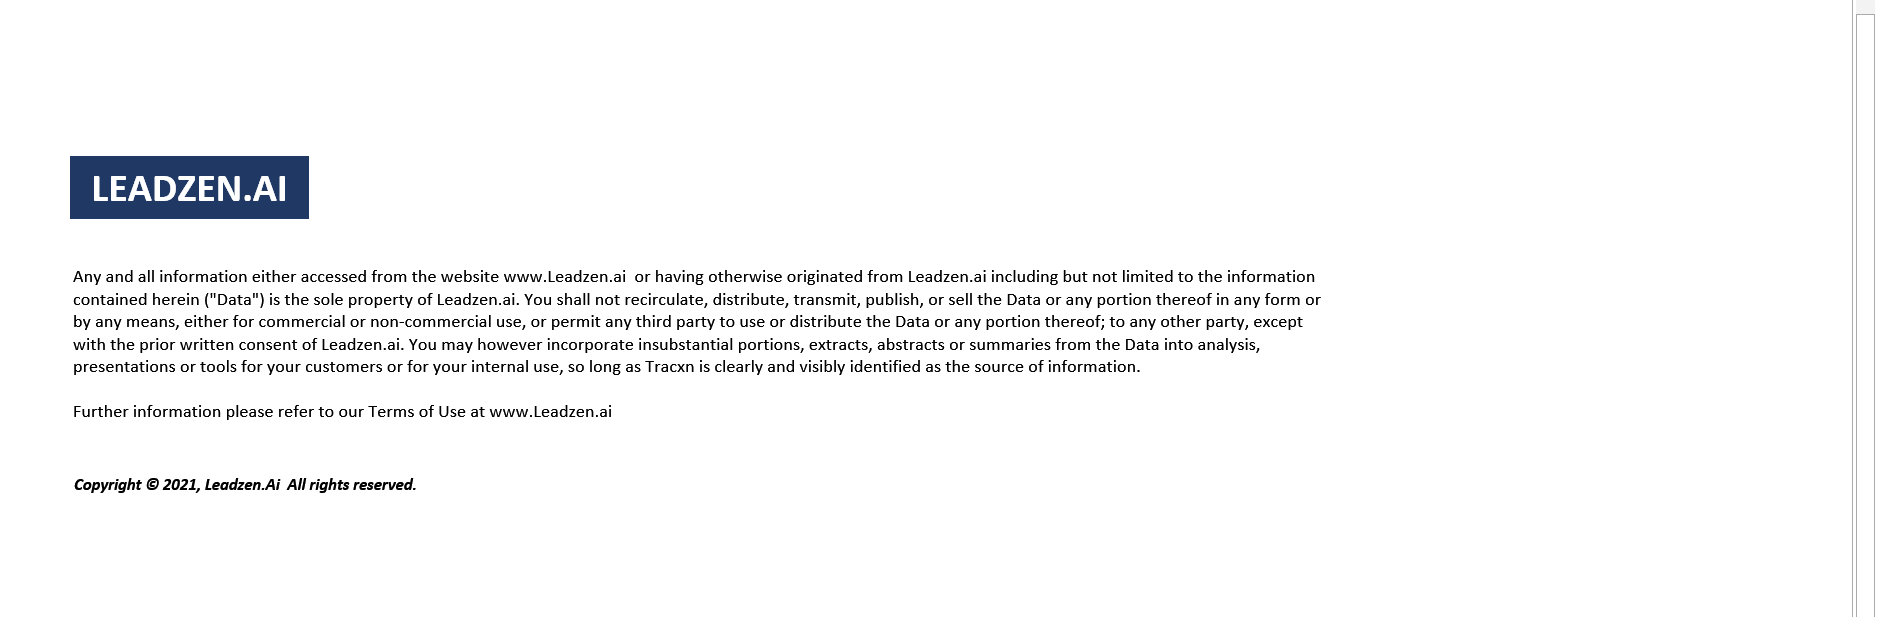 LEADZEN.AI
Any and all information either accessed from the website www.Leadzen.ai  or having otherwise originated from Leadzen.ai including but not limited to the information
contained herein ("Data") is the sole property of Leadzen.ai. You shall not recirculate, distribute, transmit, publish, or sell the Data or any portion thereof in any form or
by any means, either for commercial or non-commercial use, or permit any third party to use or distribute the Data or any portion thereof; to any other party, except
with the prior written consent of Leadzen.ai. You may however incorporate insubstantial portions, extracts, abstracts or summaries from the Data into analysis,
presentations or tools for your customers or for your internal use, so long as Tracxn is clearly and visibly identified as the source of information.
Further information please refer to our Terms of Use at www.Leadzen.ai
Copyright © 2021, Leadzen.Ai  All rights reserved.